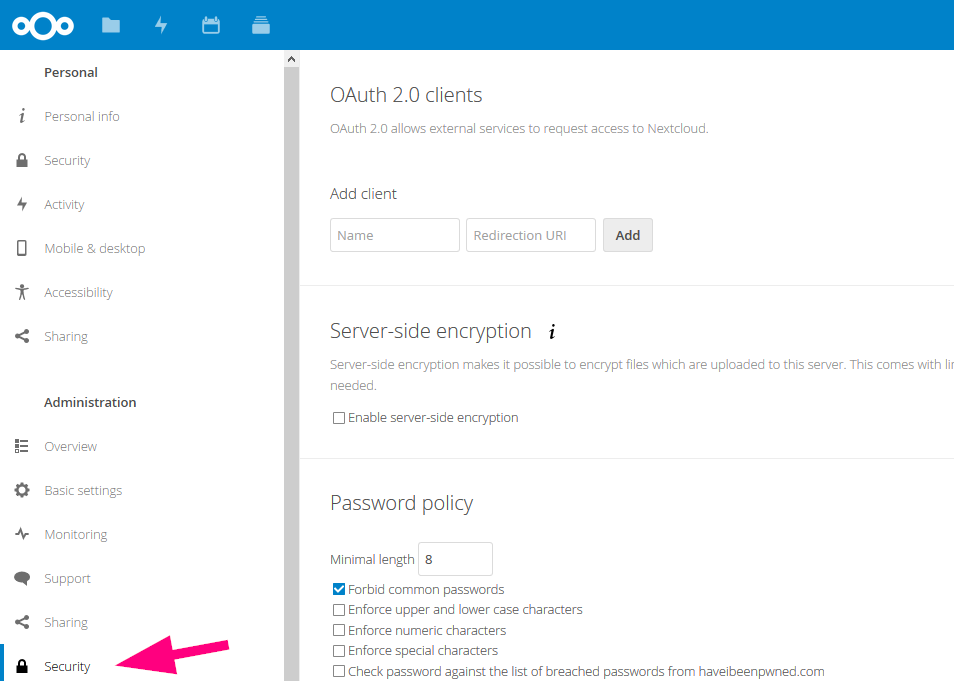 Personal
Personal info
Security
Activity
Mobile & desktop
Accessibility
Sharing
Administration
Overview
Basic settings
Monitoring
Support
Sharing
Security
OAuth 2.0 clients
OAuth 2.0 allows external services to request access to Nextcloud.
Add client
Name Redirection URI Add
Server-side encryption i
Server-side encryption makes it possible to encrypt files which are uploaded to this server. This comes with
needed.
Enable server-side encryption
Password policy
Minimal length 8
Forbid common passwords
Enforce upper and lower case characters
Enforce numeric characters
Enforce special characters
Check password against the list of breached passwords from haveibeenpwned.com